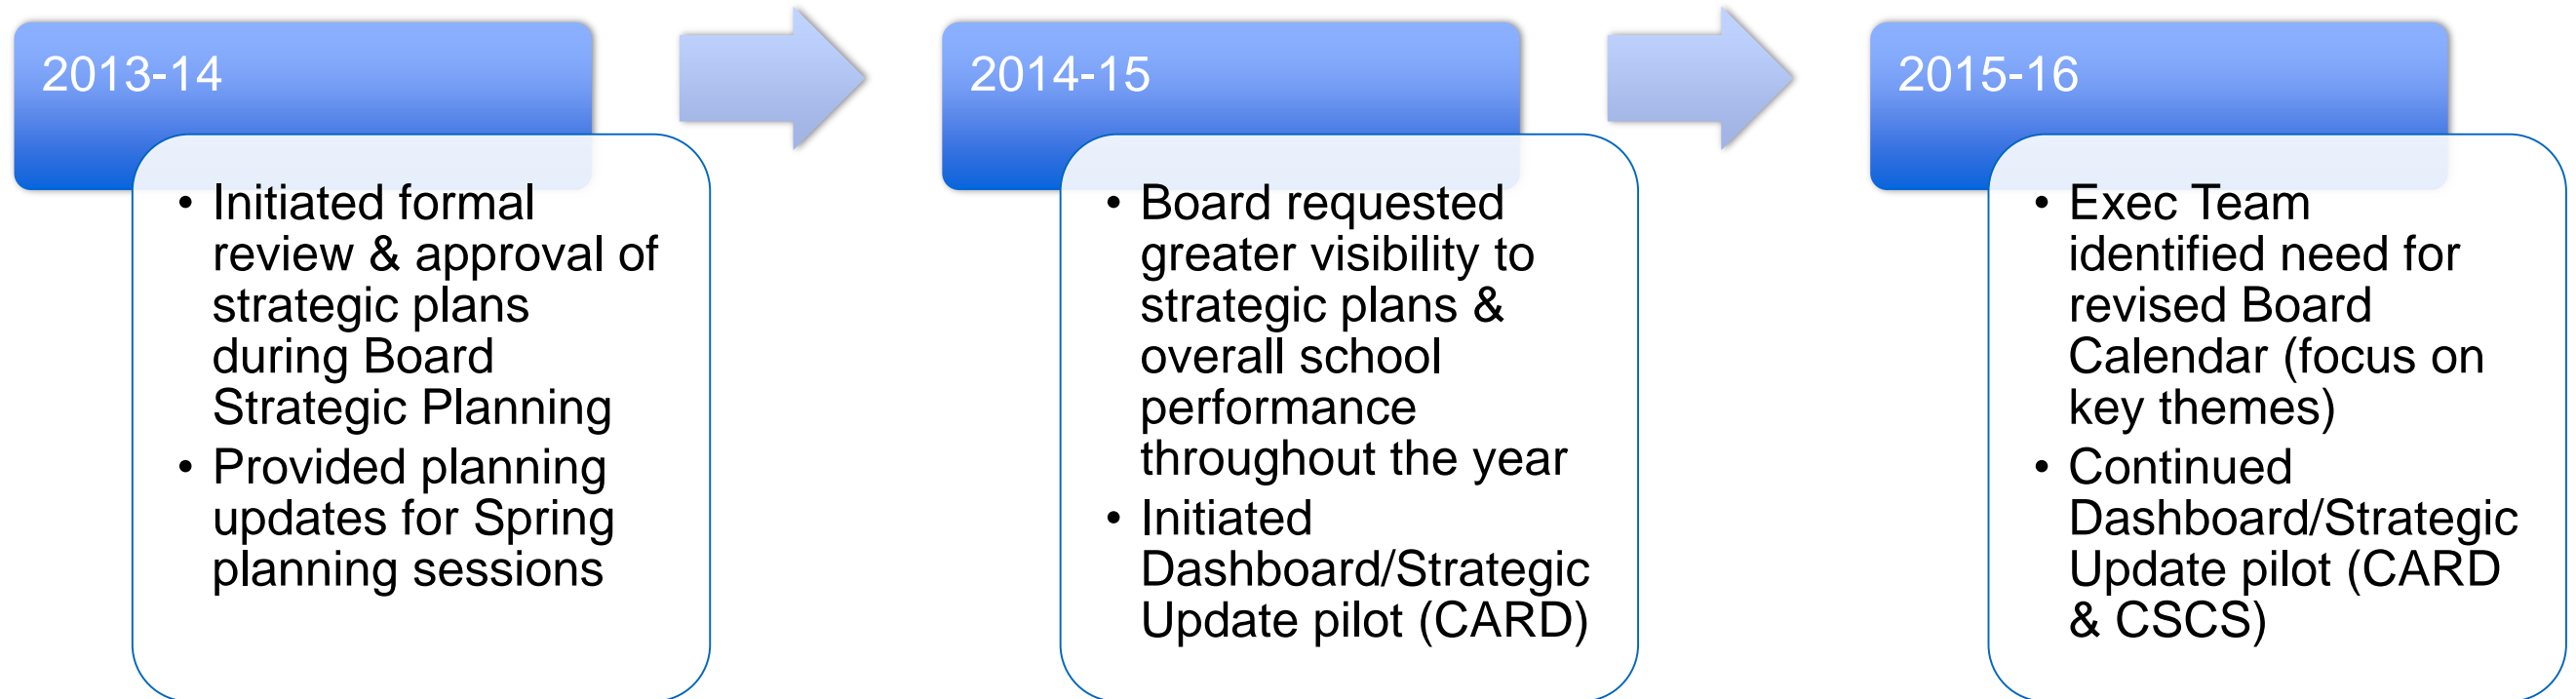 2013-14
• Initiated formal
review & approval of
strategic plans
during Board
Strategic Planning
• Provided planning
updates for Spring
planning sessions
2014-15
• Board requested
greater visibility to
strategic plans &
overall school
performance
throughout the year
• Initiated
Dashboard/Strategic
Update pilot (CARD)
2015-16
• Exec Team
identified need for
revised Board
Calendar (focus on
key themes)
• Continued
Dashboard/Strategic
Update pilot (CARD
& CSCS)